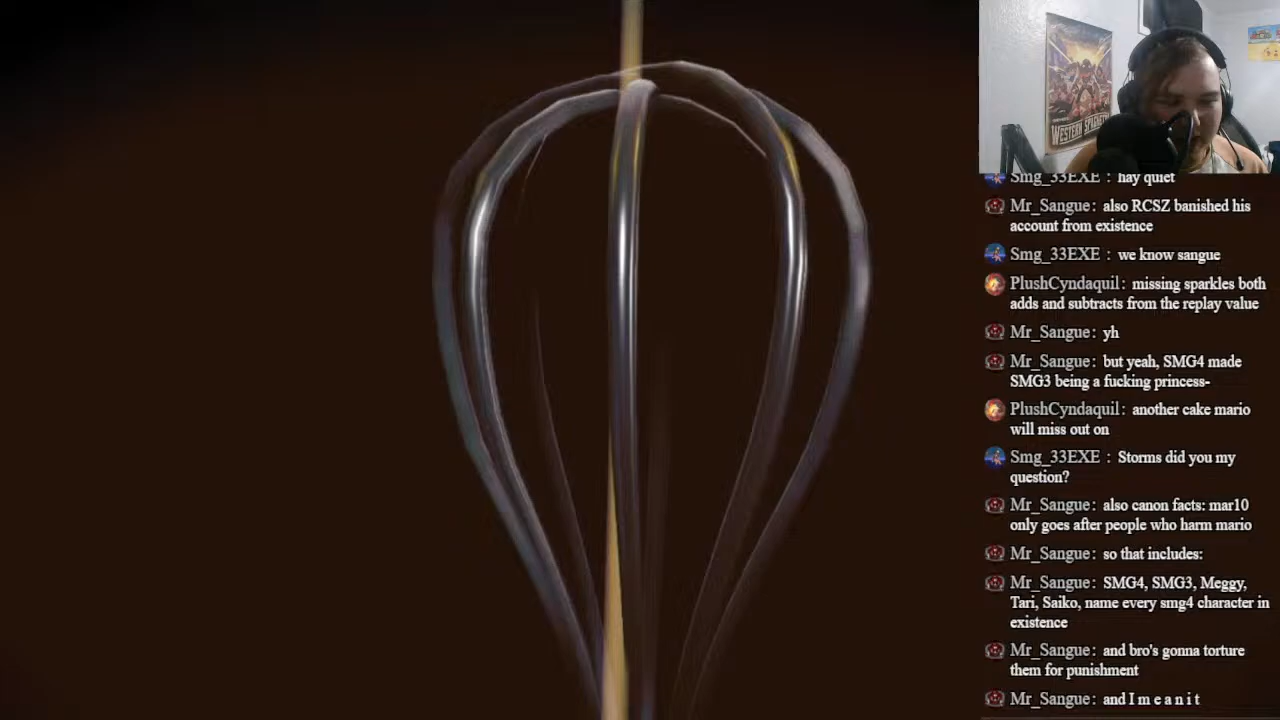 WESTERN SPAGHETTI
Smg_33EXE : hay quiet
Mr_Sangue: also RCSZ banished his
account from existence
Smg_33EXE : we know sangue
PlushCyndaquil: missing sparkles both
adds and subtracts from the replay value
Mr_Sangue: yh
Mr_Sangue: but yeah, SMG4 made
SMG3 being a fucking princess-
PlushCyndaquil: another cake mario
will miss out on
Smg_33EXE : Storms did you my
question?
Mr_Sangue: also canon facts: mar10
only goes after people who harm mario
Mr_Sangue: so that includes:
Mr_Sangue: SMG4, SMG3, Meggy,
Tari, Saiko, name every smg4 character in
existence
Mr_Sangue: and bro's gonna torture
them for punishment
Mr_Sangue: and I m e a n i t